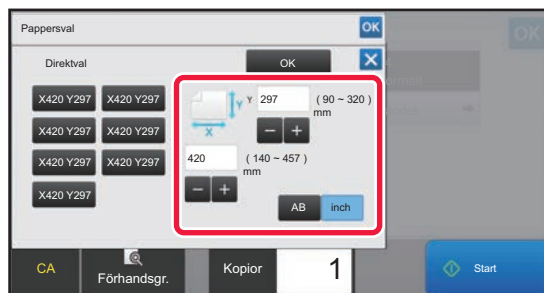 Pappersval
OK
OK
Direktval
OK
X420 Y297
X420 Y297
X420 Y297
X420 Y297
X420 Y297
X420 Y297
X420 Y297
Y
Y
297
( 90 ~ 320 )
mm
X
420
( 140 ~ 457 )
mm
AB
inch
CA
Förhandsgr.
Kopior
1
Start